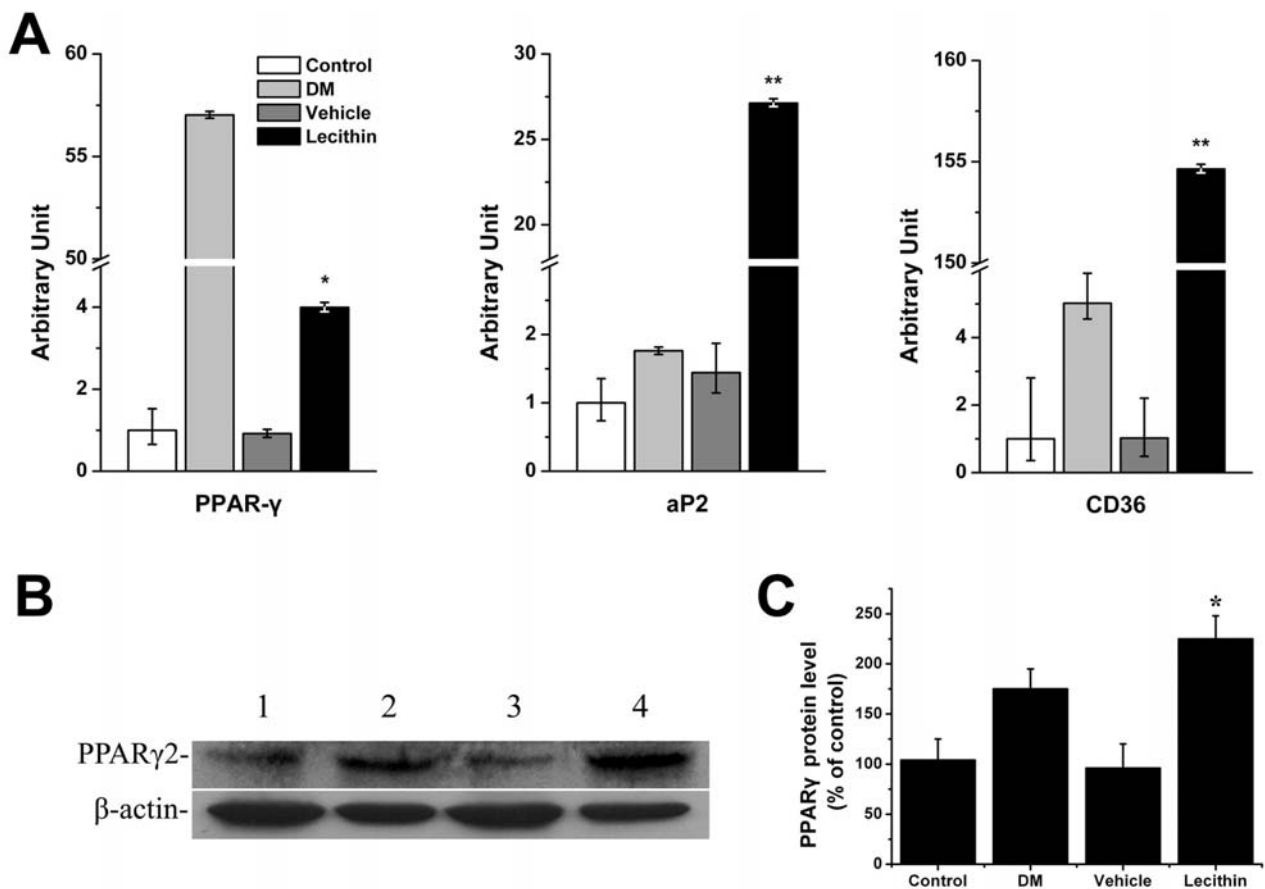 A
60
55
50
4
2
0
Arbitrary Unit
Control
DM
Vehicle
Lecithin
*
PPAR-γ
30
25
20
2
1
0
Arbitrary Unit
**
aP2
160
155
150
4
2
0
Arbitrary Unit
**
CD36
B
1 2 3 4
PPARγ2-
β-actin-
C
PPARγ protein level
(% of control)
250
200
150
100
50
0
*
Control DM Vehicle Lecithin